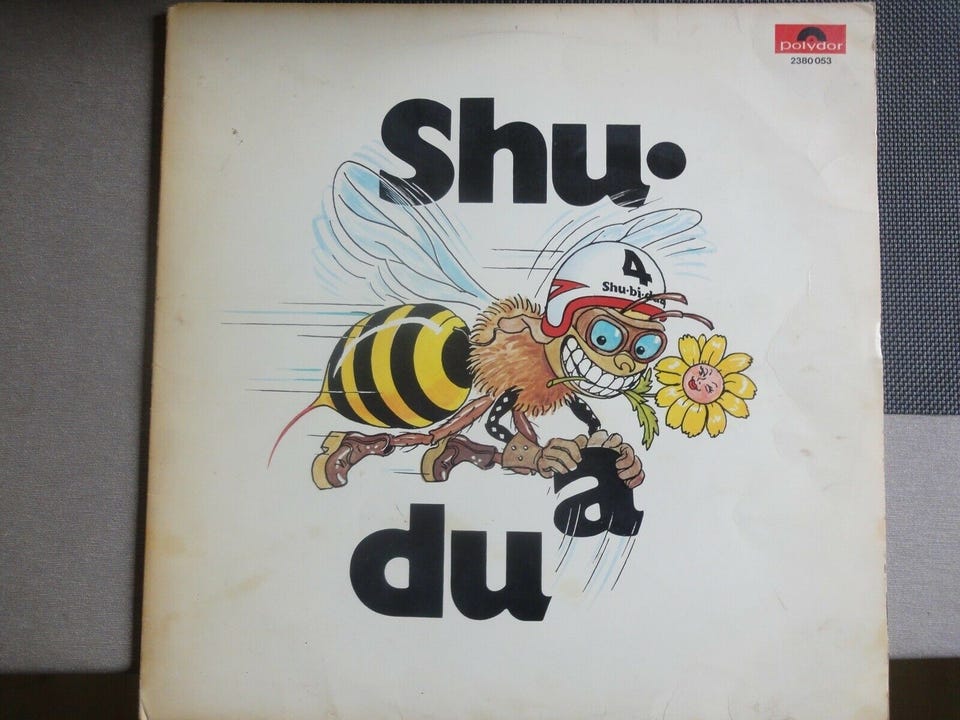 polydor
2380 053
Shu•
4
Shu•bi•dua
a
du